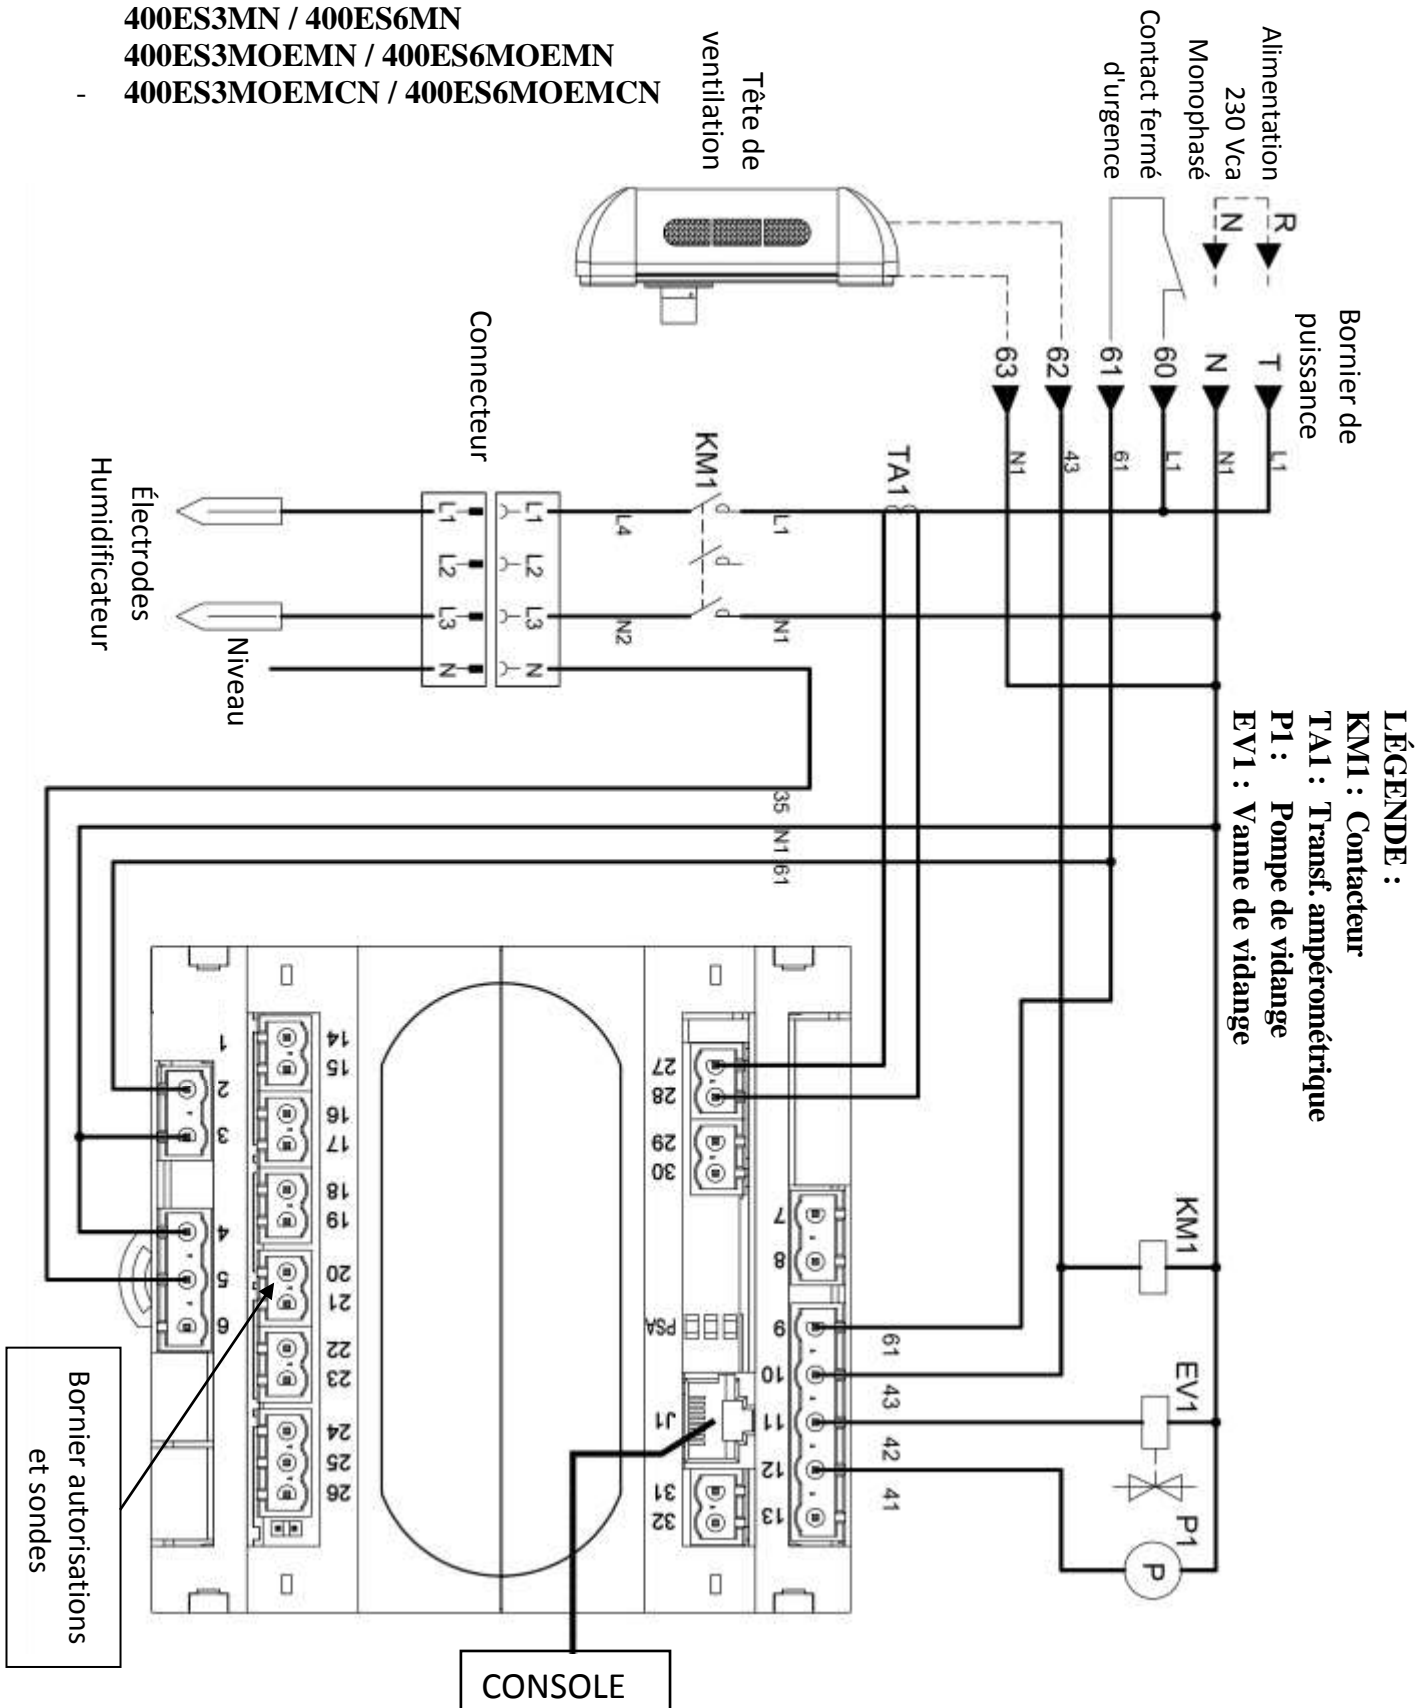 400ES3MN / 400ES6MN
400ES3MOEMN / 400ES6MOEMN
- 400ES3MOEMCN / 400ES6MOEMCN
Alimentation
230 Vca
Monophasé
Contact fermé
d'urgence
Tête de
ventilation
R
N
Bornier de
puissance
T
N
60
61
62
63
L1
N1
L1
61
43
N1
LÉGENDE :
KM1 : Contacteur
TA1 : Transf. ampérométrique
P1 : Pompe de vidange
EV1 : Vanne de vidange
TA1
KM1
L1
N1
L4
N2
Connecteur
L1
L2
L3
N
L1
L2
L3
N
Électrodes
Humidificateur
Niveau
35
N1
61
KM1
EV1
P1
P
61
43
42
41
7
8
9
10
11
12
13
27
28
29
30
PSA
J1
31
32
14
15
16
17
18
19
20
21
22
23
24
25
26
1
2
3
4
5
6
Bornier autorisations
et sondes
CONSOLE